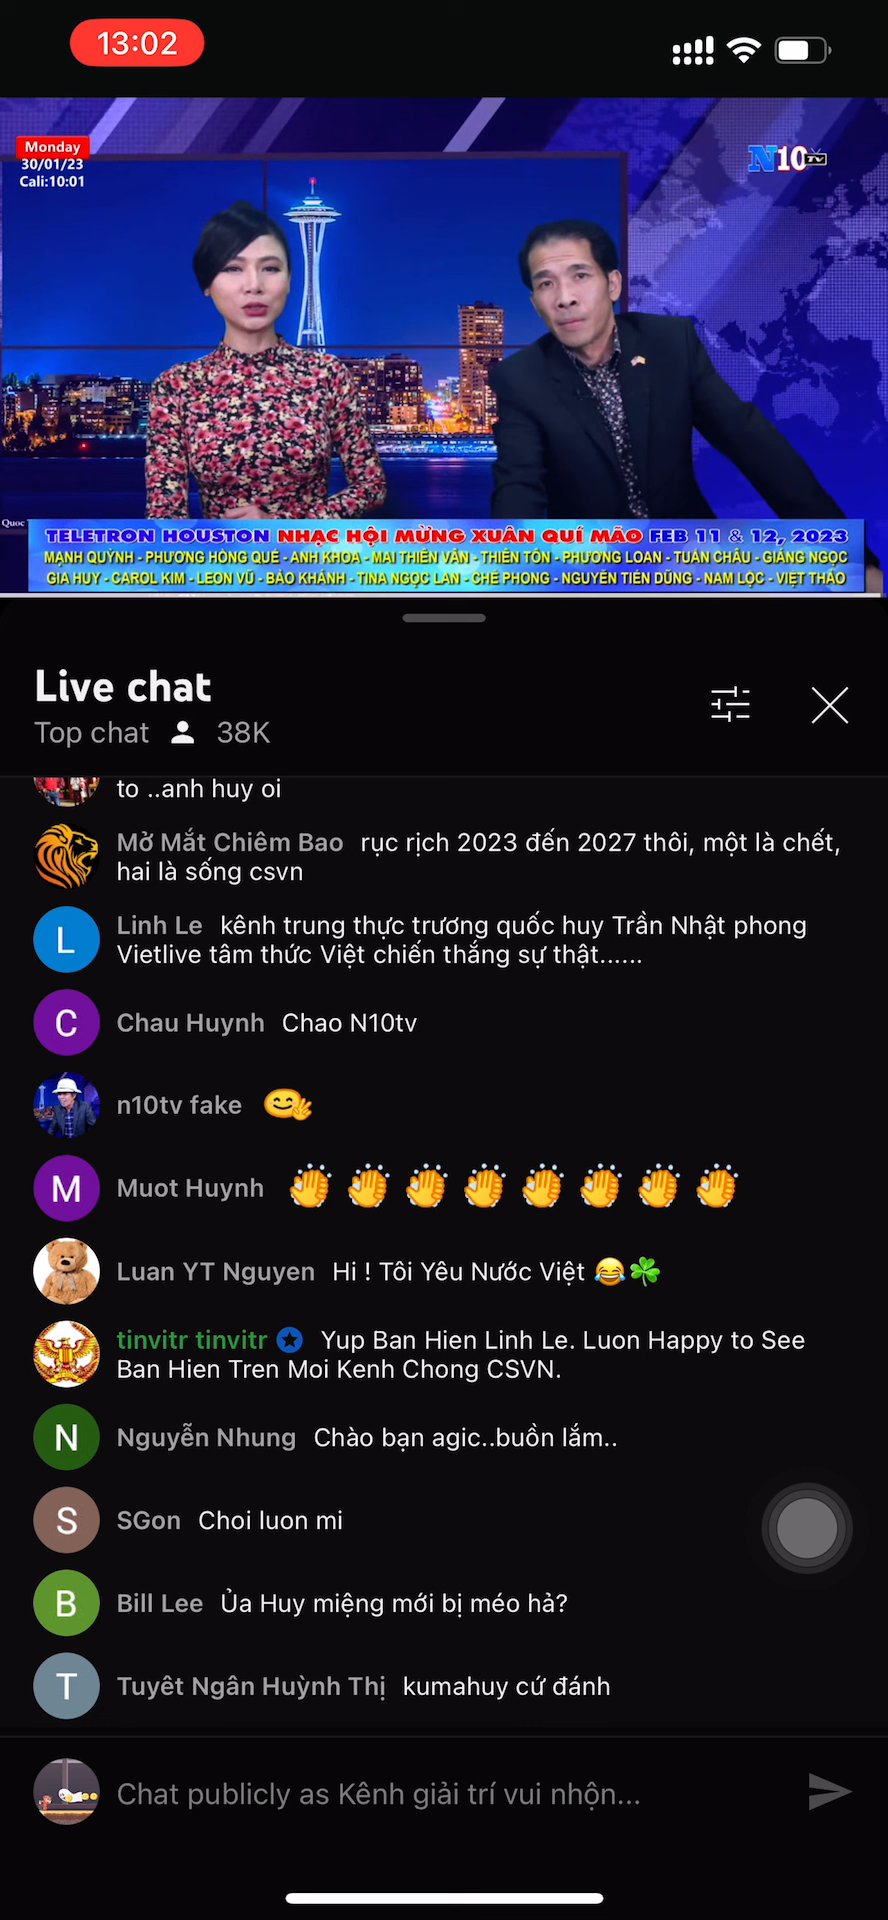 13:02
Monday
30/01/23
Cali:10:01
N10 TV
Quoc
TELETRON HOUSTON NHẠC HỘI MỪNG XUÂN QUÍ MÃO FEB 11 & 12, 2023
MẠNH QUỲNH - PHƯƠNG HỒNG QUẾ - ANH KHOA - MAI THIÊN VÂN - THIÊN TÔN - PHƯƠNG LOAN - TUẤN CHÂU - GIÁNG NGỌC
GIA HUY - CAROL KIM - LEON VŨ - BẢO KHÁNH - TINA NGỌC LAN - CHẾ PHONG - NGUYỄN TIẾN DŨNG - NAM LỘC - VIỆT THẢO
Live chat
Top chat 38K
to ..anh huy oi
Mở Mắt Chiêm Bao rục rịch 2023 đến 2027 thôi, một là chết,
hai là sống csvn
L Linh Le kênh trung thực trương quốc huy Trần Nhật phong
Vietlive tâm thức Việt chiến thắng sự thật......
C Chau Huynh Chao N10tv
n10tv fake
M Muot Huynh 👏 👏 👏 👏 👏 👏 👏 👏
Luan YT Nguyen Hi ! Tôi Yêu Nước Việt 😂☘️
tinvitr tinvitr Yup Ban Hien Linh Le. Luon Happy to See
Ban Hien Tren Moi Kenh Chong CSVN.
N Nguyễn Nhung Chào bạn agic..buồn lắm..
S SGon Choi luon mi
B Bill Lee Ủa Huy miệng mới bị méo hả?
T Tuyêt Ngân Huỳnh Thị kumahuy cứ đánh
Chat publicly as Kênh giải trí vui nhộn...